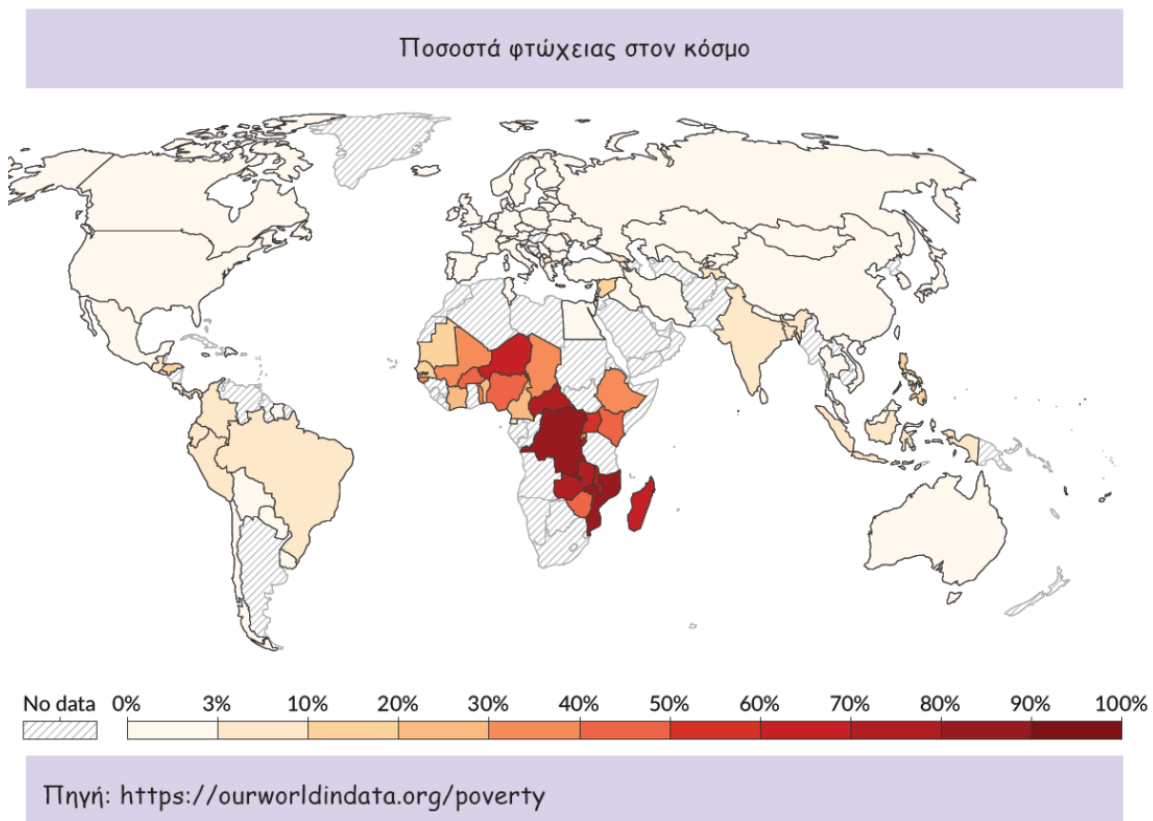 Ποσοστά φτώχειας στον κόσμο
No data 0% 3% 10% 20% 30% 40% 50% 60% 70% 80% 90% 100%
Πηγή: https://ourworldindata.org/poverty